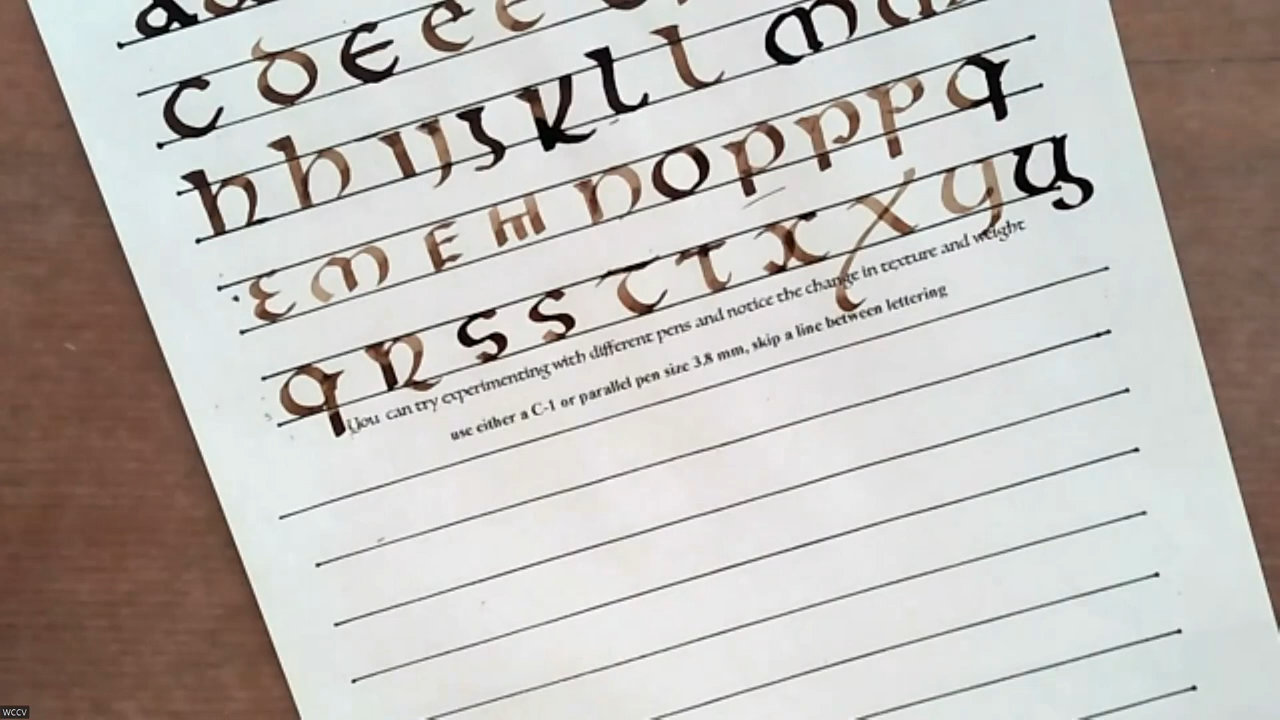 c d e e e
h h i j s k l l m
E m E H n o p p p q q
q R S S T T X X y y
You can try experimenting with different pens and notice the change in texture and weight
use either a C-1 or parallel pen size 3.8 mm, skip a line between lettering
WCCV